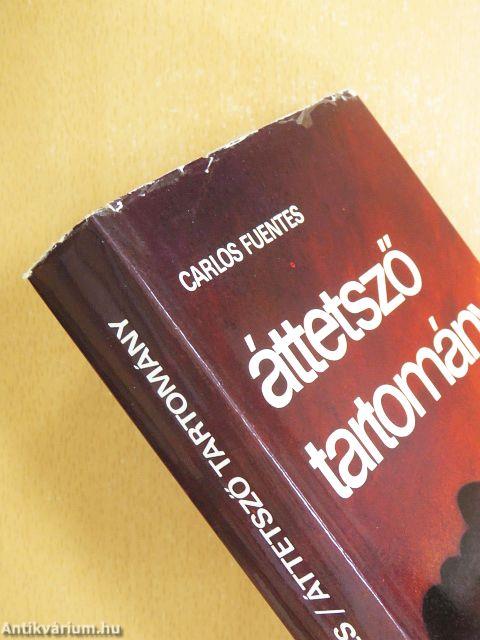 CARLOS FUENTES
áttetsző
tartomány
S / ÁTTETSZŐ TARTOMÁNY
Antikvárium.hu